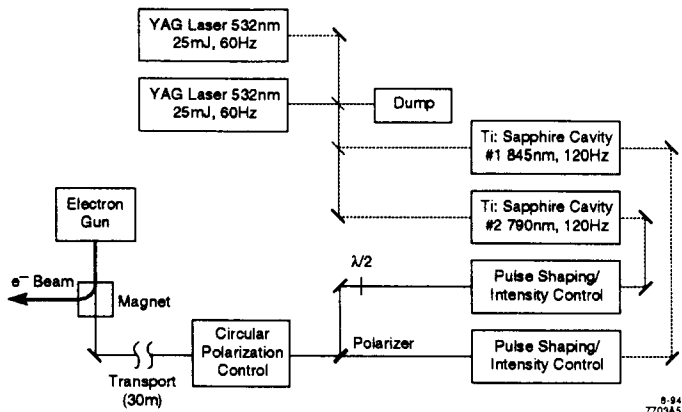 YAG Laser 532nm
25mJ, 60Hz
YAG Laser 532nm
25mJ, 60Hz
Dump
Ti: Sapphire Cavity
#1 845nm, 120Hz
Electron
Gun
Ti: Sapphire Cavity
#2 790nm, 120Hz
e– Beam
Magnet
λ/2
Pulse Shaping/
Intensity Control
Circular
Polarization
Control
Polarizer
Pulse Shaping/
Intensity Control
Transport
(30m)
8-94
7703A5